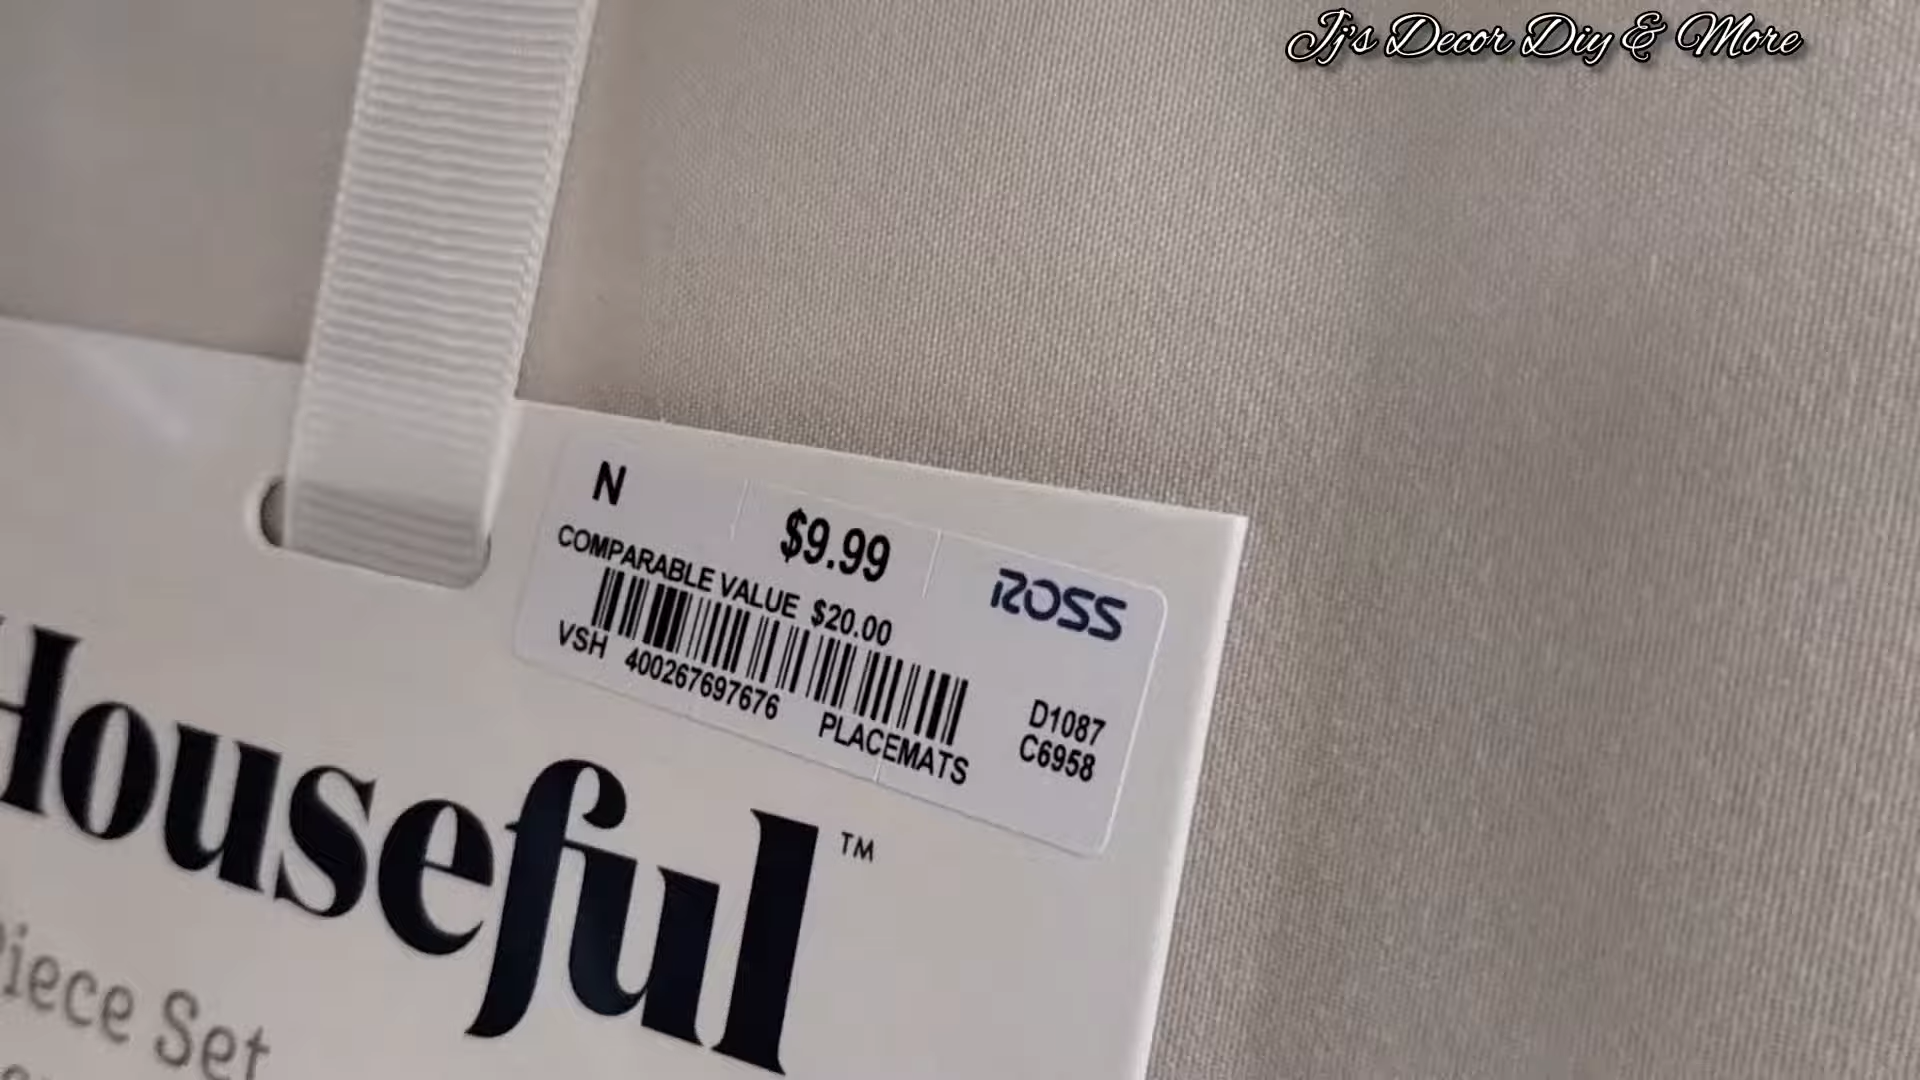 Jj's Decor Diy & More
N
$9.99
COMPARABLE VALUE $20.00
ROSS
VSH 400267697676
PLACEMATS
D1087
C6958
Houseful™
Piece Set